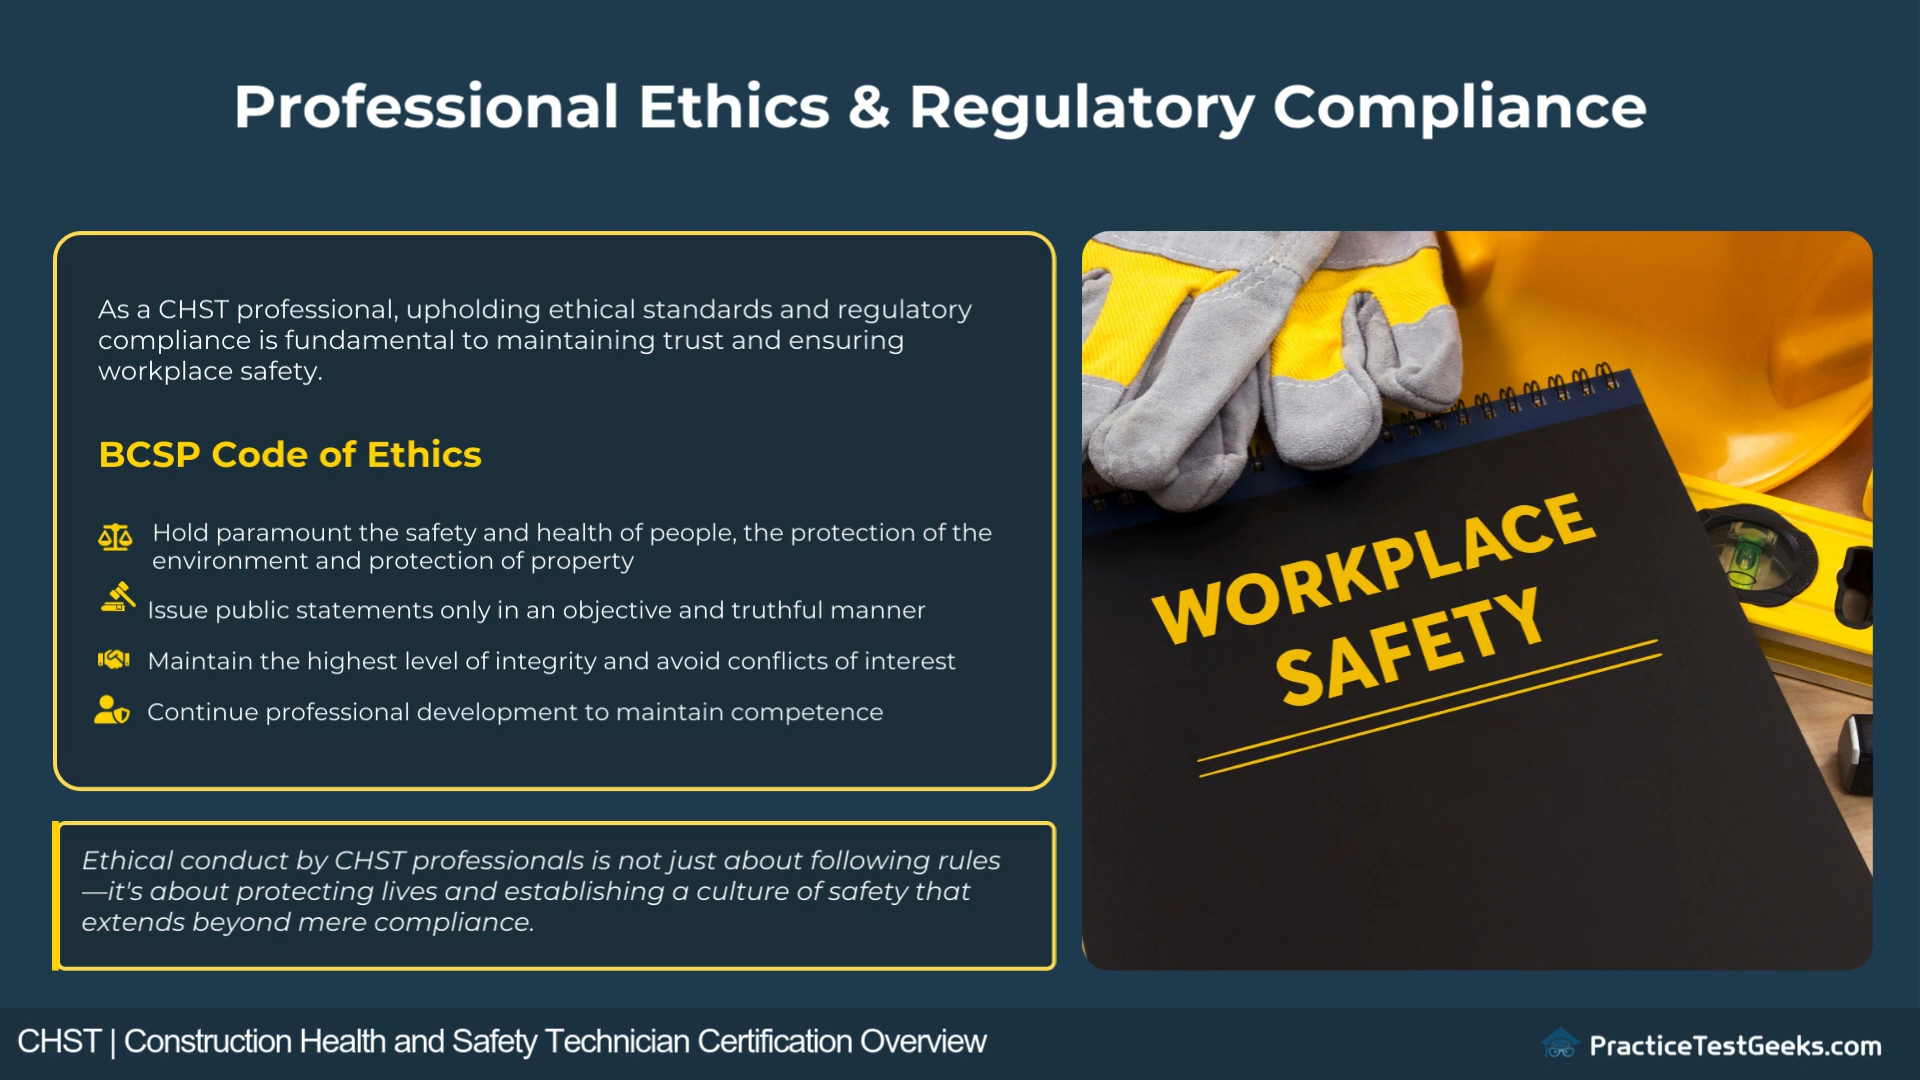 Professional Ethics & Regulatory Compliance
As a CHST professional, upholding ethical standards and regulatory
compliance is fundamental to maintaining trust and ensuring
workplace safety.
BCSP Code of Ethics
Hold paramount the safety and health of people, the protection of the
environment and protection of property
Issue public statements only in an objective and truthful manner
Maintain the highest level of integrity and avoid conflicts of interest
Continue professional development to maintain competence
Ethical conduct by CHST professionals is not just about following rules
—it's about protecting lives and establishing a culture of safety that
extends beyond mere compliance.
WORKPLACE
SAFETY
CHST | Construction Health and Safety Technician Certification Overview
PracticeTestGeeks.com